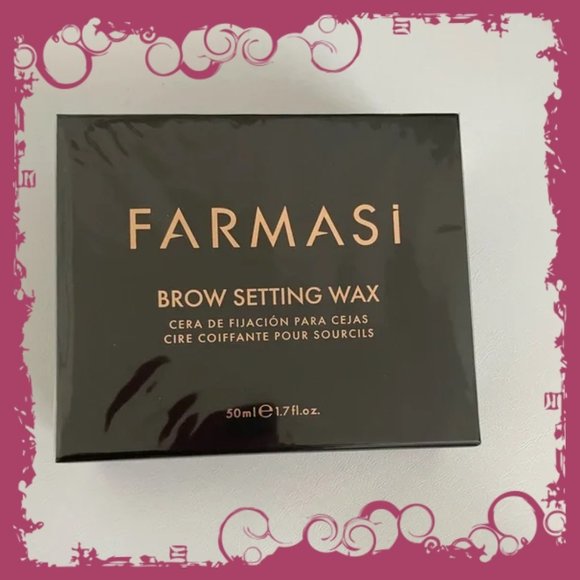 FARMASi
BROW SETTING WAX
CERA DE FIJACIÓN PARA CEJAS
CIRE COIFFANTE POUR SOURCILS
50ml ℮ 1.7fl.oz.